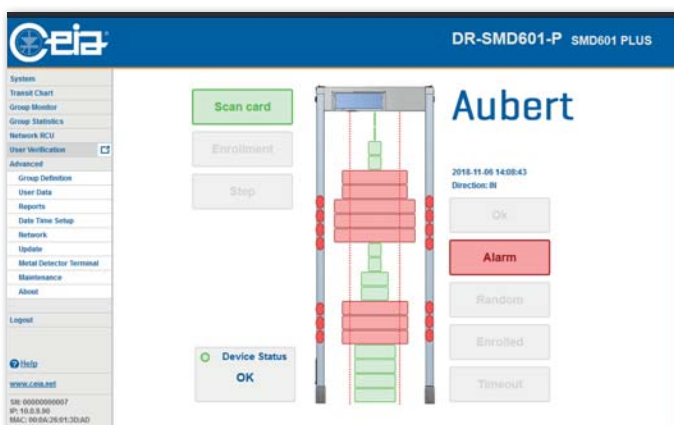 Ceia
DR-SMD601-P SMD601 PLUS
System
Transit Chart
Group Monitor
Group Statistics
Network RCU
User Verification
Advanced
Group Definition
User Data
Reports
Date Time Setup
Network
Update
Metal Detector Terminal
Maintenance
About
Logout
Help
www.ceia.net
SN: 00000000007
IP: 10.8.9.90
MAC: 00:0A:26:01:3D:AD
Scan card
Enrollment
Step
Device Status
OK
Aubert
2018-11-06 14:08:43
Direction: IN
Ok
Alarm
Random
Enrolled
Timeout